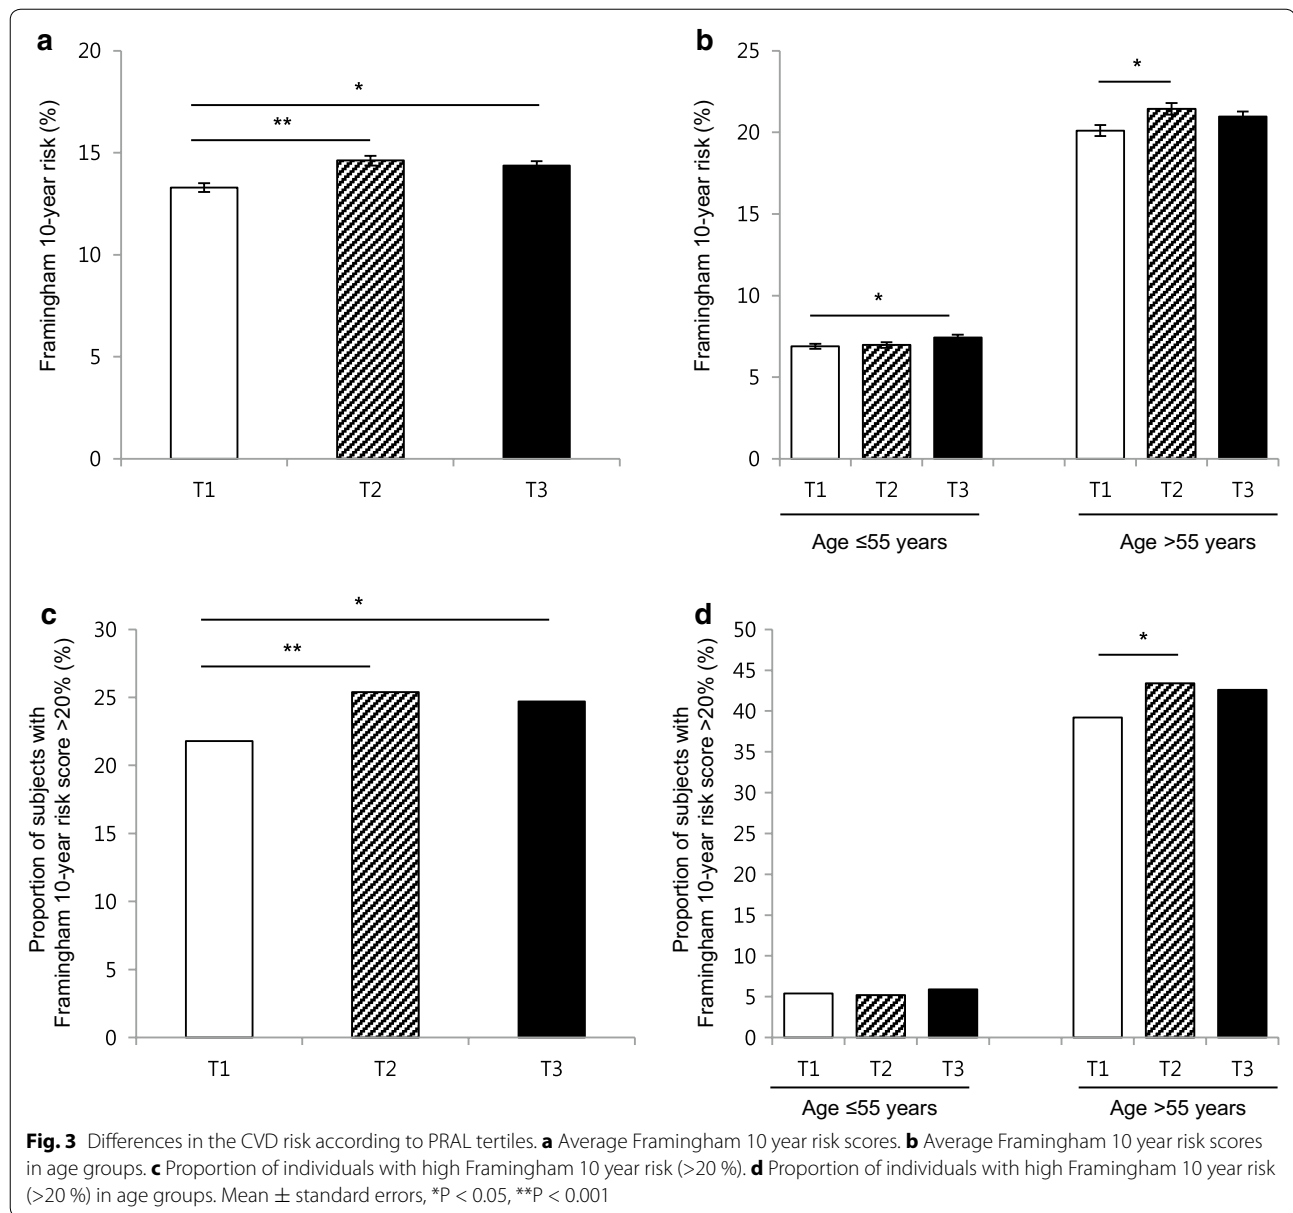 a
b
20
15
10
5
0
Framingham 10-year risk (%)
*
**
T1 T2 T3
25
20
15
10
5
0
Framingham 10-year risk (%)
*
*
T1 T2 T3 T1 T2 T3
Age ≤55 years Age >55 years
c
d
30
25
20
15
10
5
0
Proportion of subjects with
Framingham 10-year risk score >20% (%)
*
**
T1 T2 T3
50
45
40
35
30
25
20
15
10
5
0
Proportion of subjects with
Framingham 10-year risk score >20% (%)
*
T1 T2 T3 T1 T2 T3
Age ≤55 years Age >55 years
Fig. 3 Differences in the CVD risk according to PRAL tertiles. a Average Framingham 10 year risk scores. b Average Framingham 10 year risk scores
in age groups. c Proportion of individuals with high Framingham 10 year risk (>20 %). d Proportion of individuals with high Framingham 10 year risk
(>20 %) in age groups. Mean ± standard errors, *P < 0.05, **P < 0.001